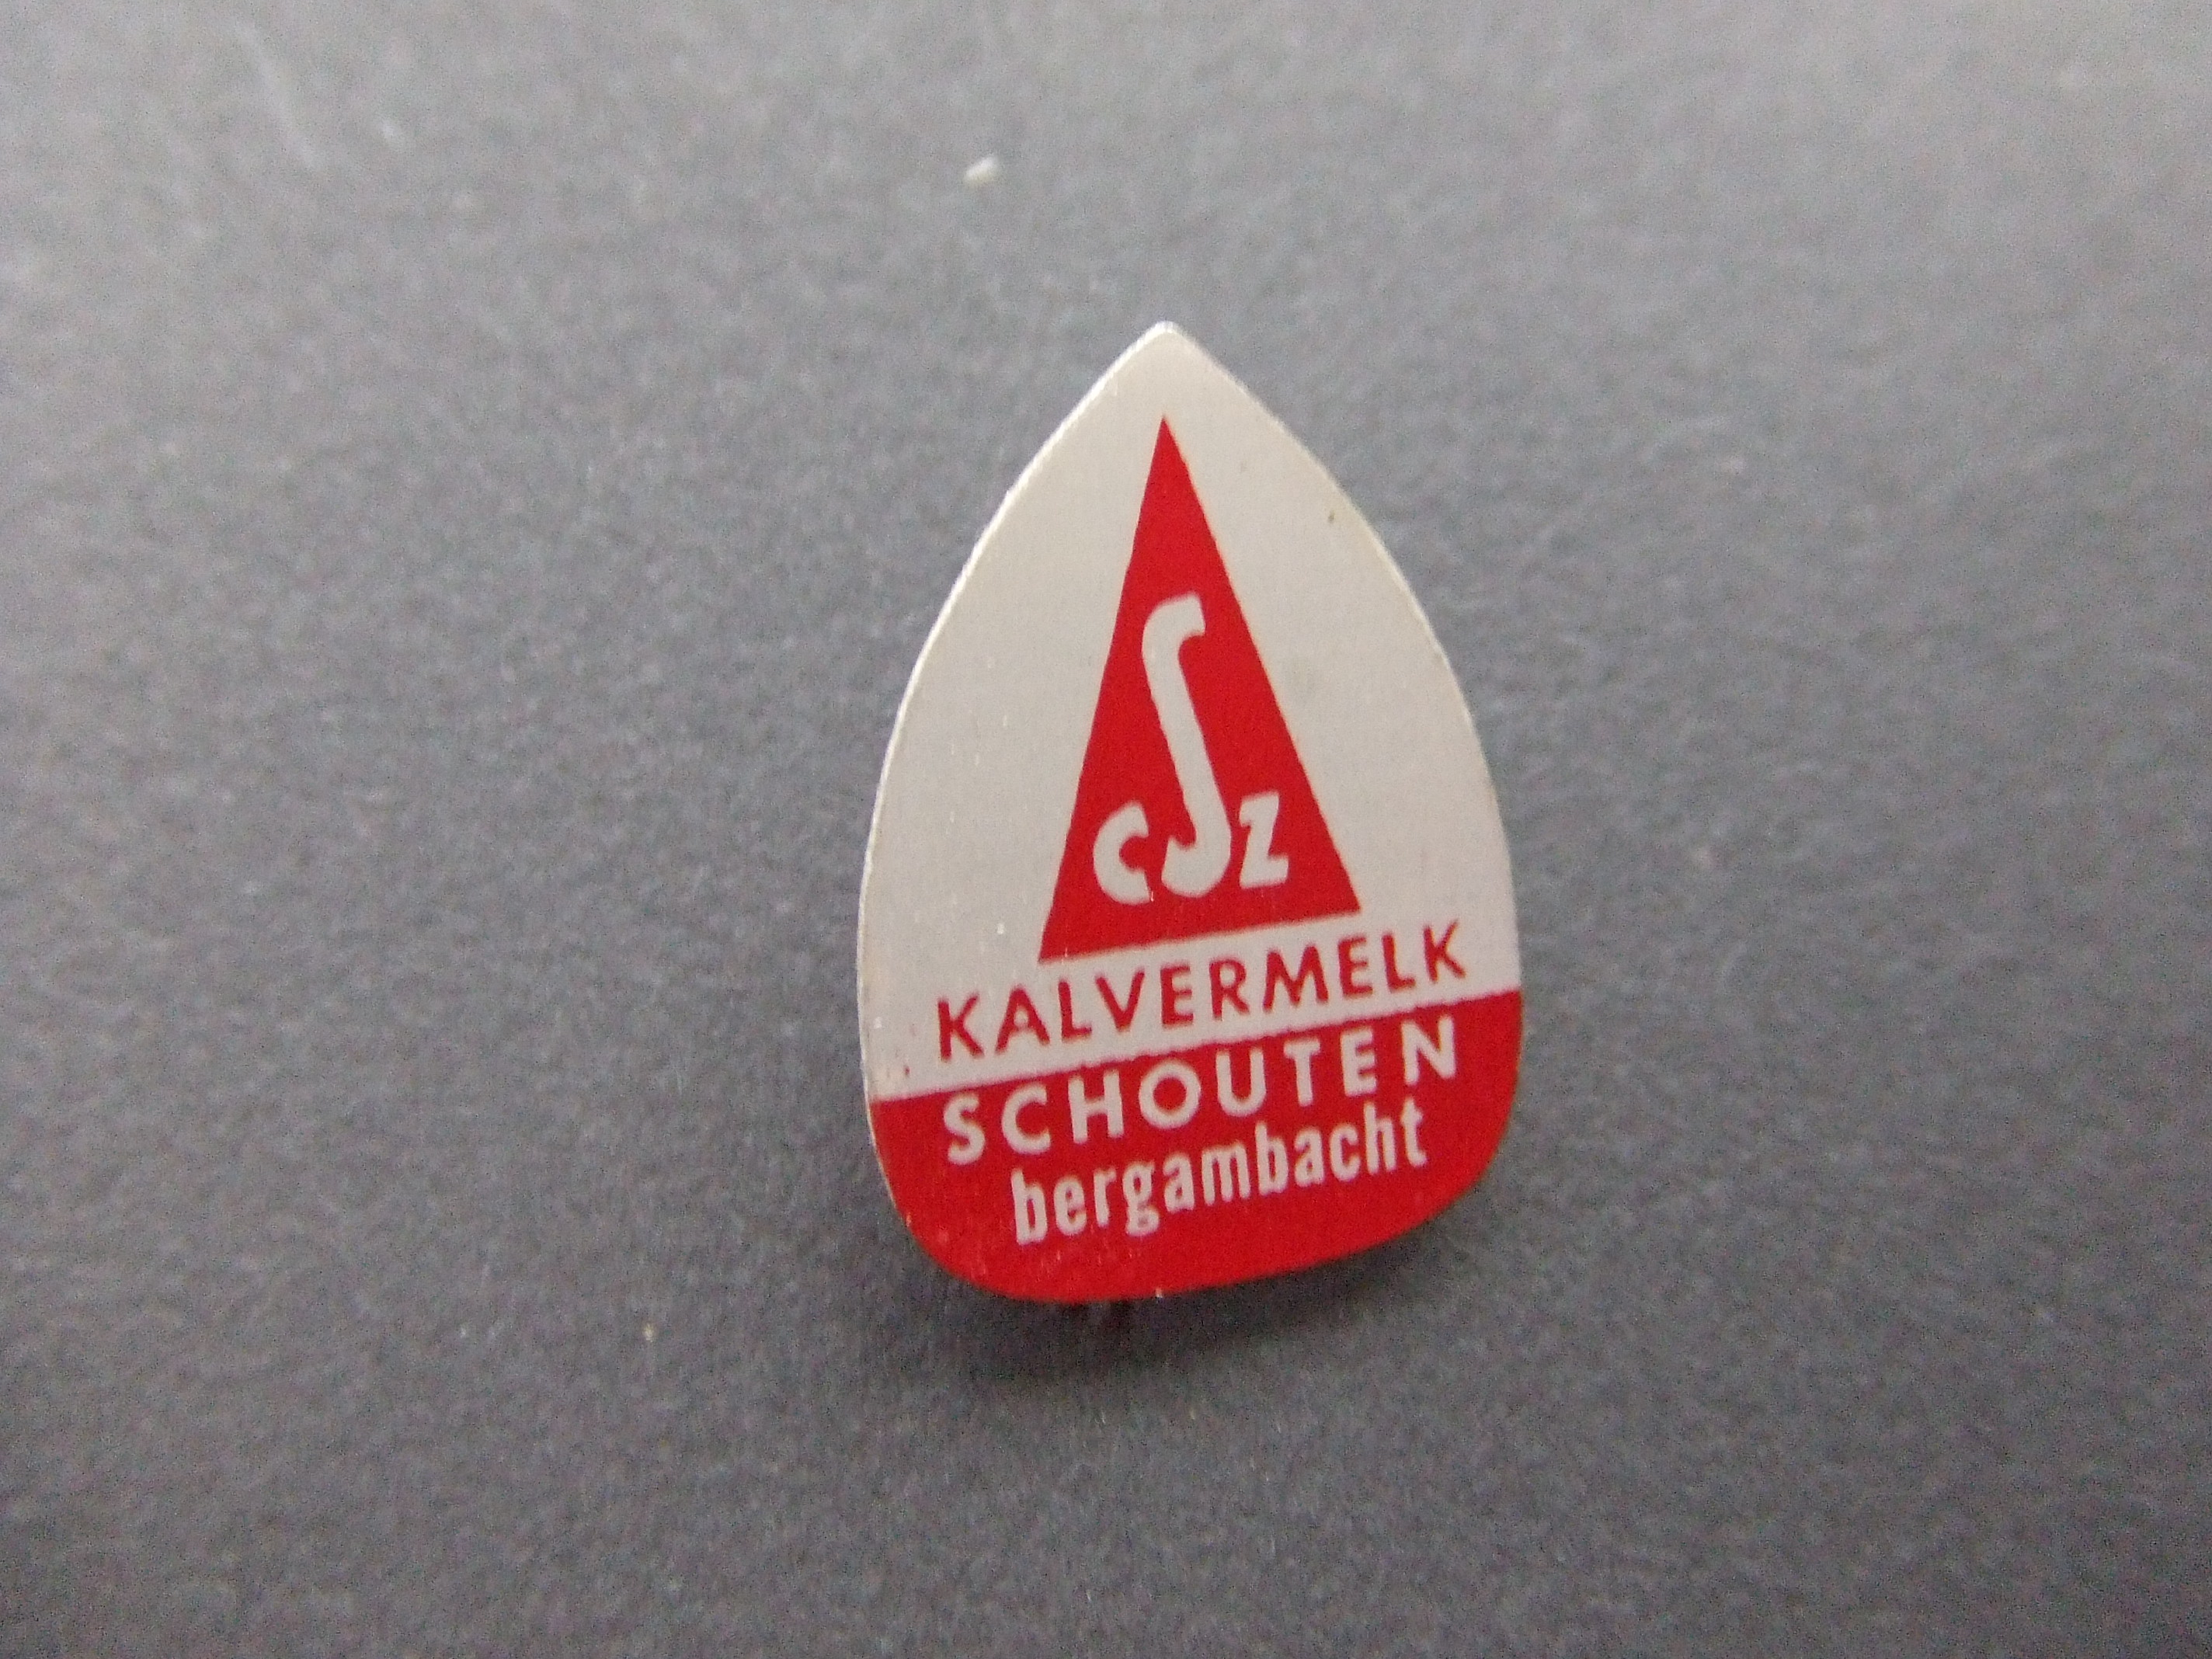 cSz
KALVERMELK
SCHOUTEN
bergambacht